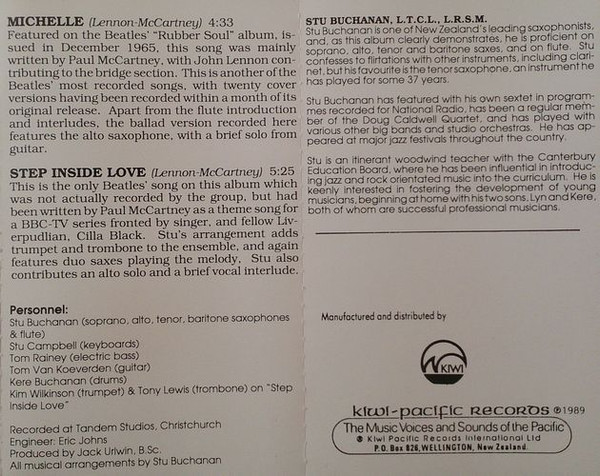 MICHELLE (Lennon-McCartney) 4:33
Featured on the Beatles' "Rubber Soul" album, is-
sued in December 1965, this song was mainly
written by Paul McCartney, with John Lennon con-
tributing to the bridge section. This is another of the
Beatles' most recorded songs, with twenty cover
versions having been recorded within a month of its
original release. Apart from the flute introduction
and interludes, the ballad version recorded here
features the alto saxophone, with a brief solo from
guitar.
STEP INSIDE LOVE (Lennon-McCartney) 5:25
This is the only Beatles' song on this album which
was not actually recorded by the group, but had
been written by Paul McCartney as a theme song for
a BBC-TV series fronted by singer, and fellow Liv-
erpudlian, Cilla Black. Stu's arrangement adds
trumpet and trombone to the ensemble, and again
features duo saxes playing the melody. Stu also
contributes an alto solo and a brief vocal interlude.
Personnel:
Stu Buchanan (soprano, alto, tenor, baritone saxophones
& flute)
Stu Campbell (keyboards)
Tom Rainey (electric bass)
Tom Van Koeverden (guitar)
Kere Buchanan (drums)
Kim Wilkinson (trumpet) & Tony Lewis (trombone) on "Step
Inside Love"
Recorded at Tandem Studios, Christchurch
Engineer: Eric Johns
Produced by Jack Urlwin, B.Sc.
All musical arrangements by Stu Buchanan
STU BUCHANAN, L.T.C.L., L.R.S.M.
Stu Buchanan is one of New Zealand's leading saxophonists,
and, as this album clearly demonstrates, he is proficient on
soprano, alto, tenor and baritone saxes, and on flute. Stu
confesses to flirtations with other instruments, including clari-
net, but his favourite is the tenor saxophone, an instrument he
has played for some 37 years.
Stu Buchanan has featured with his own sextet in program-
mes recorded for National Radio, has been a regular mem-
ber of the Doug Caldwell Quartet, and has played with
various other big bands and studio orchestras. He has ap-
peared at major jazz festivals throughout the country.
Stu is an itinerant woodwind teacher with the Canterbury
Education Board, where he has been influential in introduc-
ing jazz and rock orientated music into the curriculum. He is
keenly interested in fostering the development of young
musicians, beginning at home with his two sons, Lyn and Kere,
both of whom are successful professional musicians.
Manufactured and distributed by
KIWI
kiwi-pacific records ℗1989
The Music Voices and Sounds of the Pacific
® Kiwi Pacific Records International Ltd
P.O. Box 826, WELLINGTON, New Zealand.